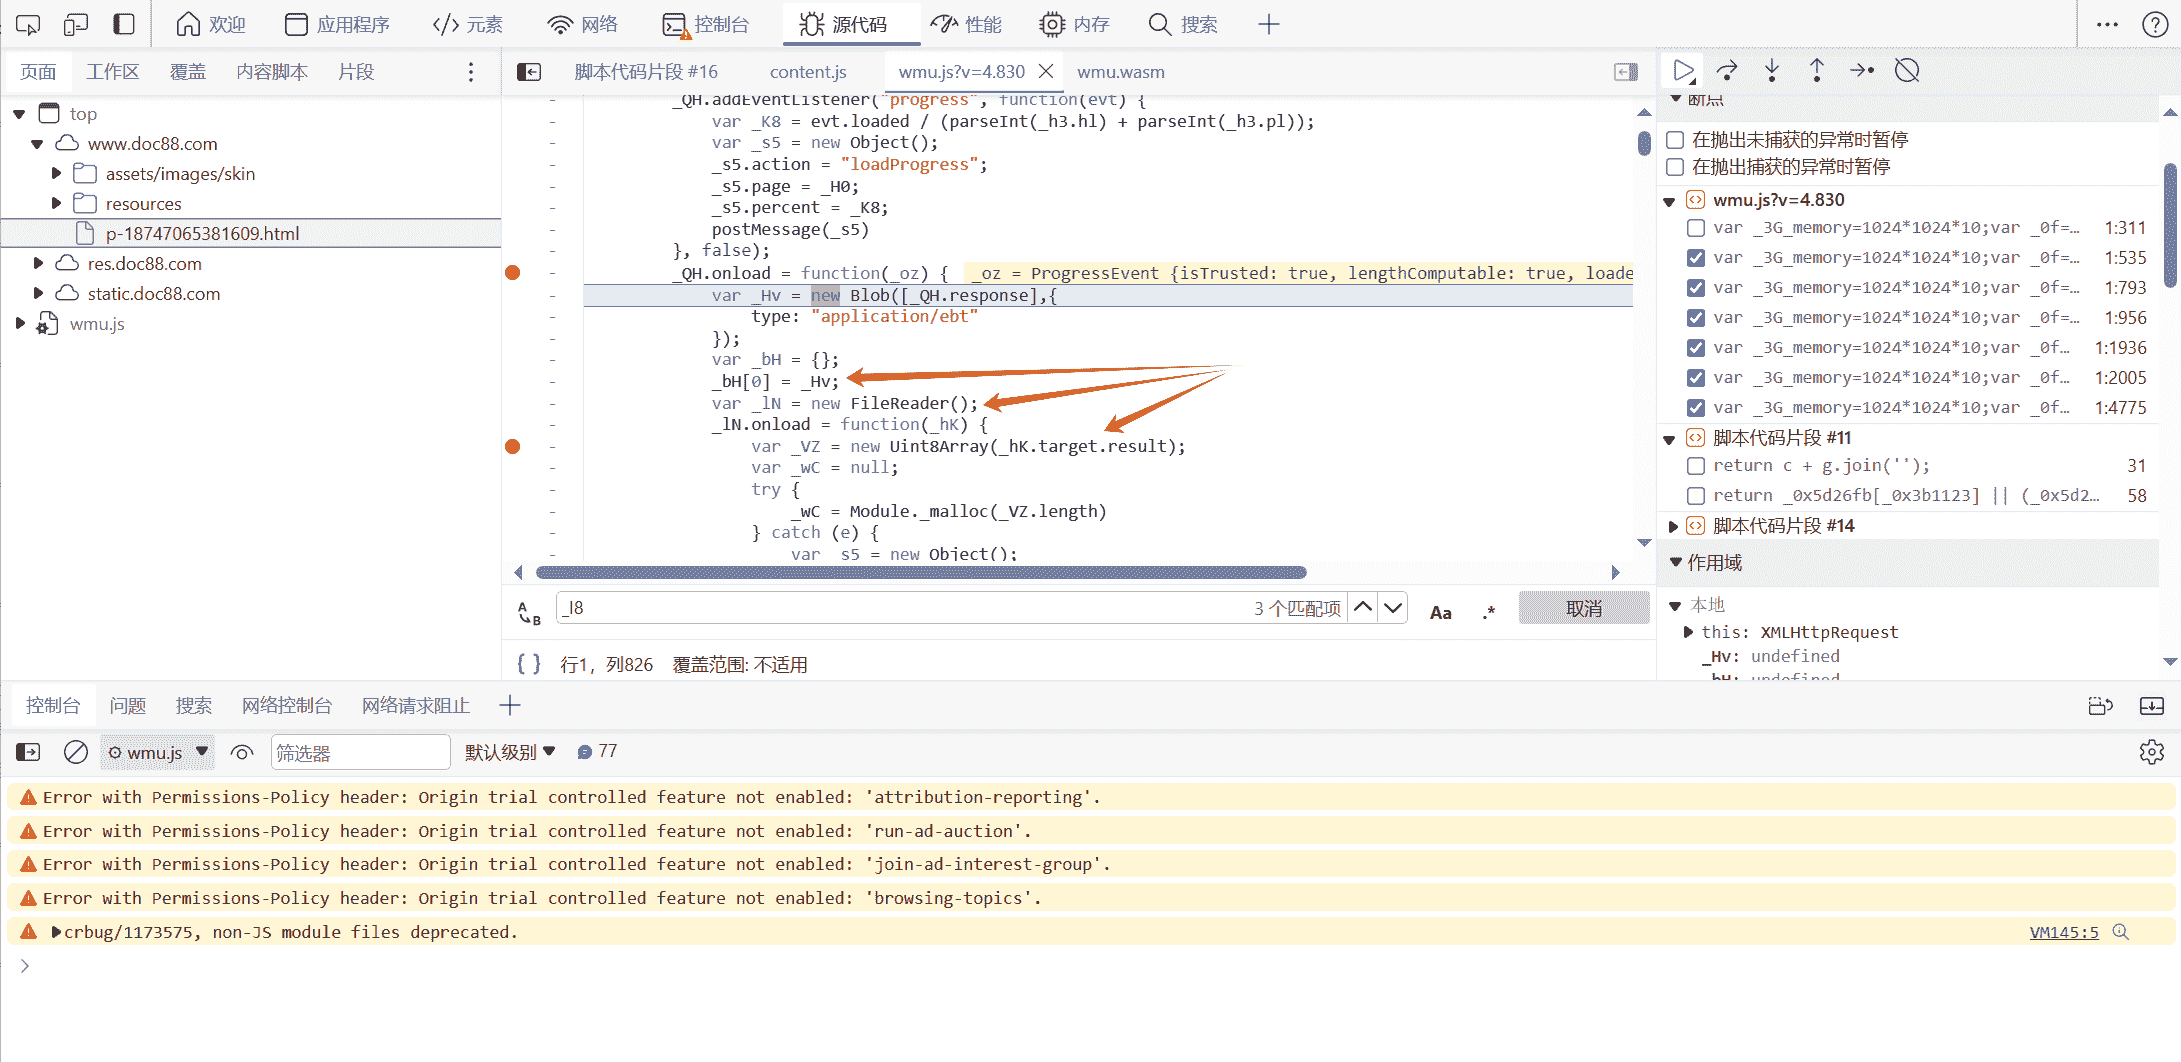 欢迎 应用程序 元素 网络 控制台 源代码 性能 内存 搜索
页面 工作区 覆盖 内容脚本 片段
脚本代码片段 #16 content.js wmu.js?v=4.830 wmu.wasm
top
www.doc88.com
assets/images/skin
resources
p-18747065381609.html
res.doc88.com
static.doc88.com
wmu.js
_QH.addEventListener("progress", function(evt) {
var _K8 = evt.loaded / (parseInt(_h3.hl) + parseInt(_h3.pl));
var _s5 = new Object();
_s5.action = "loadProgress";
_s5.page = _H0;
_s5.percent = _K8;
postMessage(_s5)
}, false);
_QH.onload = function(_oz) { _oz = ProgressEvent {isTrusted: true, lengthComputable: true, loade
var _Hv = new Blob([_QH.response],{
type: "application/ebt"
});
var _bH = {};
_bH[0] = _Hv;
var _lN = new FileReader();
_lN.onload = function(_hK) {
var _VZ = new Uint8Array(_hK.target.result);
var _wC = null;
try {
_wC = Module._malloc(_VZ.length)
} catch (e) {
var _s5 = new Object();
_l8 3 个匹配项 Aa .* 取消
{ } 行1，列826 覆盖范围: 不适用
断点
在抛出未捕获的异常时暂停
在抛出捕获的异常时暂停
wmu.js?v=4.830
var _3G_memory=1024*1024*10;var _0f=… 1:311
var _3G_memory=1024*1024*10;var _0f=… 1:535
var _3G_memory=1024*1024*10;var _0f=… 1:793
var _3G_memory=1024*1024*10;var _0f=… 1:956
var _3G_memory=1024*1024*10;var _0f… 1:1936
var _3G_memory=1024*1024*10;var _0f… 1:2005
var _3G_memory=1024*1024*10;var _0f… 1:4775
脚本代码片段 #11
return c + g.join(''); 31
return _0x5d26fb[_0x3b1123] || (_0x5d2… 58
脚本代码片段 #14
作用域
本地
this: XMLHttpRequest
_Hv: undefined
_bH: undefined
控制台 问题 搜索 网络控制台 网络请求阻止
wmu.js 筛选器 默认级别 77
Error with Permissions-Policy header: Origin trial controlled feature not enabled: 'attribution-reporting'.
Error with Permissions-Policy header: Origin trial controlled feature not enabled: 'run-ad-auction'.
Error with Permissions-Policy header: Origin trial controlled feature not enabled: 'join-ad-interest-group'.
Error with Permissions-Policy header: Origin trial controlled feature not enabled: 'browsing-topics'.
crbug/1173575, non-JS module files deprecated. VM145:5